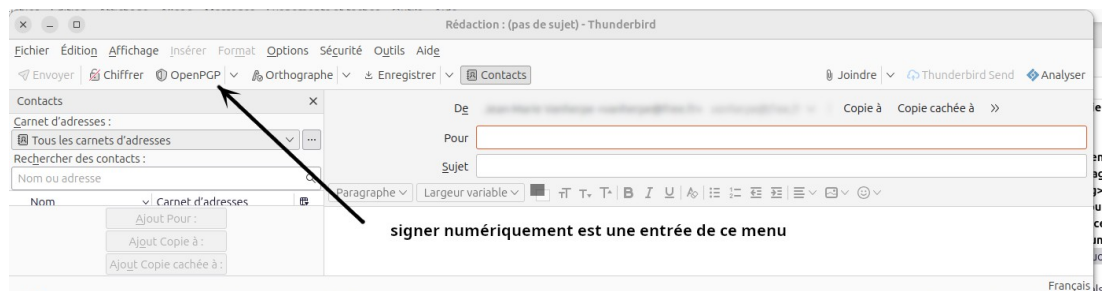 Rédaction : (pas de sujet) - Thunderbird
Fichier Édition Affichage Insérer Format Options Sécurité Outils Aide
Envoyer Chiffrer OpenPGP Orthographe Enregistrer Contacts Joindre Thunderbird Send Analyser
Contacts
De Copie à Copie cachée à »
Carnet d'adresses :
Tous les carnets d'adresses ...
Pour
Rechercher des contacts :
Sujet
Nom ou adresse
Paragraphe Largeur variable
Nom Carnet d'adresses
Ajout Pour :
Ajout Copie à :
Ajout Copie cachée à :
signer numériquement est une entrée de ce menu
Français